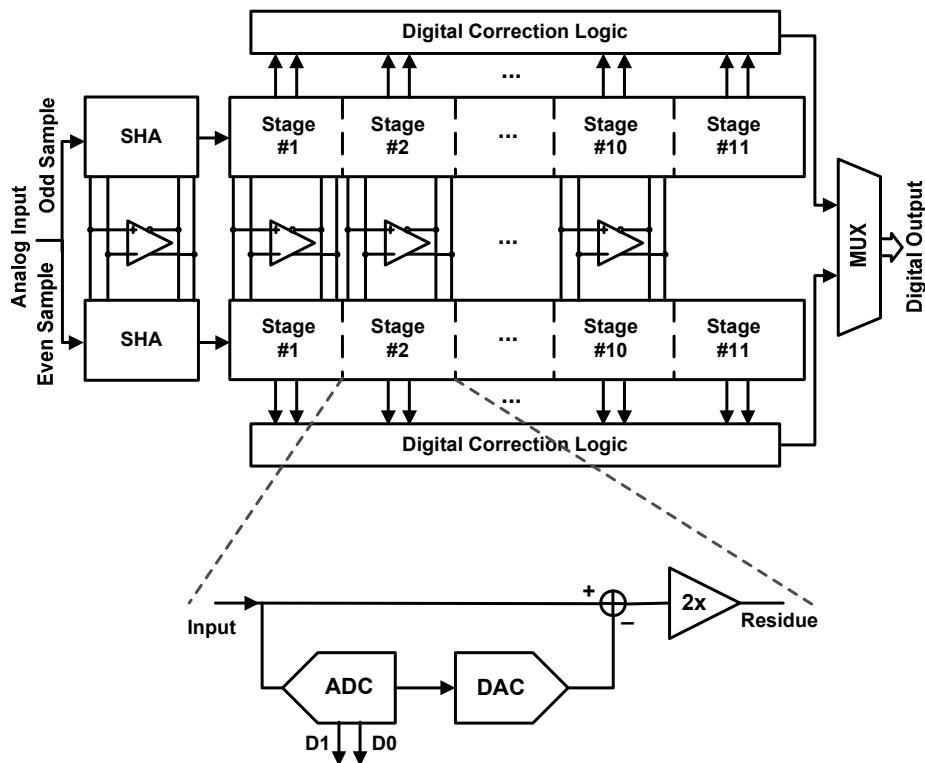 Digital Correction Logic
...
Odd Sample
SHA
Stage
#1
Stage
#2
...
Stage
#10
Stage
#11
Analog Input
...
MUX
Digital Output
Even Sample
SHA
Stage
#1
Stage
#2
...
Stage
#10
Stage
#11
...
Digital Correction Logic
+
−
2x
Input
Residue
ADC
DAC
D1
D0